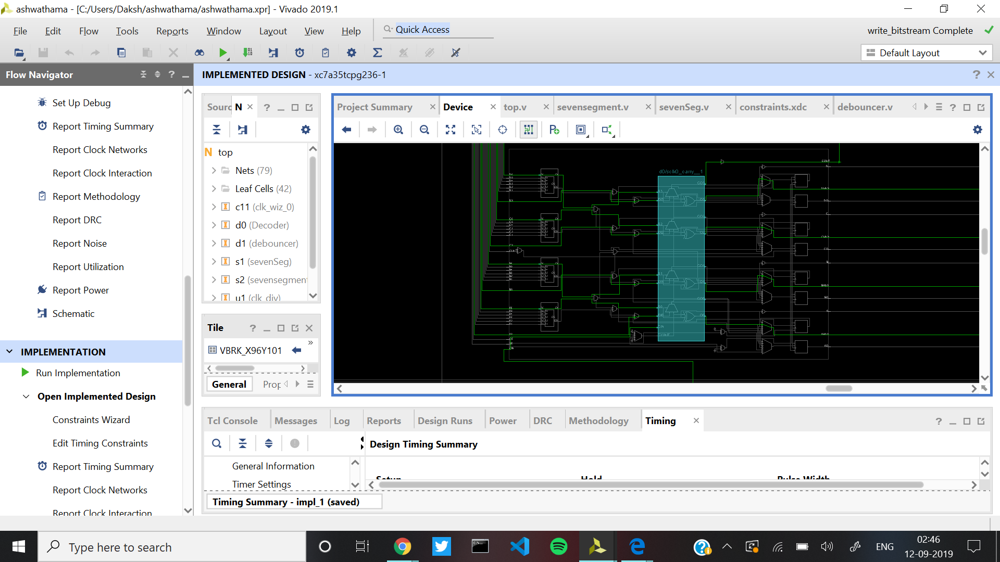 ashwathama - [C:/Users/Daksh/ashwathama/ashwathama.xpr] - Vivado 2019.1
File Edit Flow Tools Reports Window Layout View Help Quick Access
write_bitstream Complete
Default Layout
Flow Navigator
IMPLEMENTED DESIGN - xc7a35tcpg236-1
Set Up Debug
Report Timing Summary
Report Clock Networks
Report Clock Interaction
Report Methodology
Report DRC
Report Noise
Report Utilization
Report Power
Schematic
IMPLEMENTATION
Run Implementation
Open Implemented Design
Constraints Wizard
Edit Timing Constraints
Report Timing Summary
Report Clock Networks
Report Clock Interaction
Sourc N
N top
Nets (79)
Leaf Cells (42)
c11 (clk_wiz_0)
d0 (Decoder)
d1 (debouncer)
s1 (sevenSeg)
s2 (sevensegment
u1 (clk_div)
Tile
VBRK_X96Y101
General Prop
Project Summary Device top.v sevensegment.v sevenSeg.v constraints.xdc debouncer.v
d0/sclk0_carry__1
COUT
Tcl Console Messages Log Reports Design Runs Power DRC Methodology Timing
Design Timing Summary
General Information
Timer Settings
Setup Hold Pulse Width
Timing Summary - impl_1 (saved)
Type here to search
ENG
02:46
12-09-2019